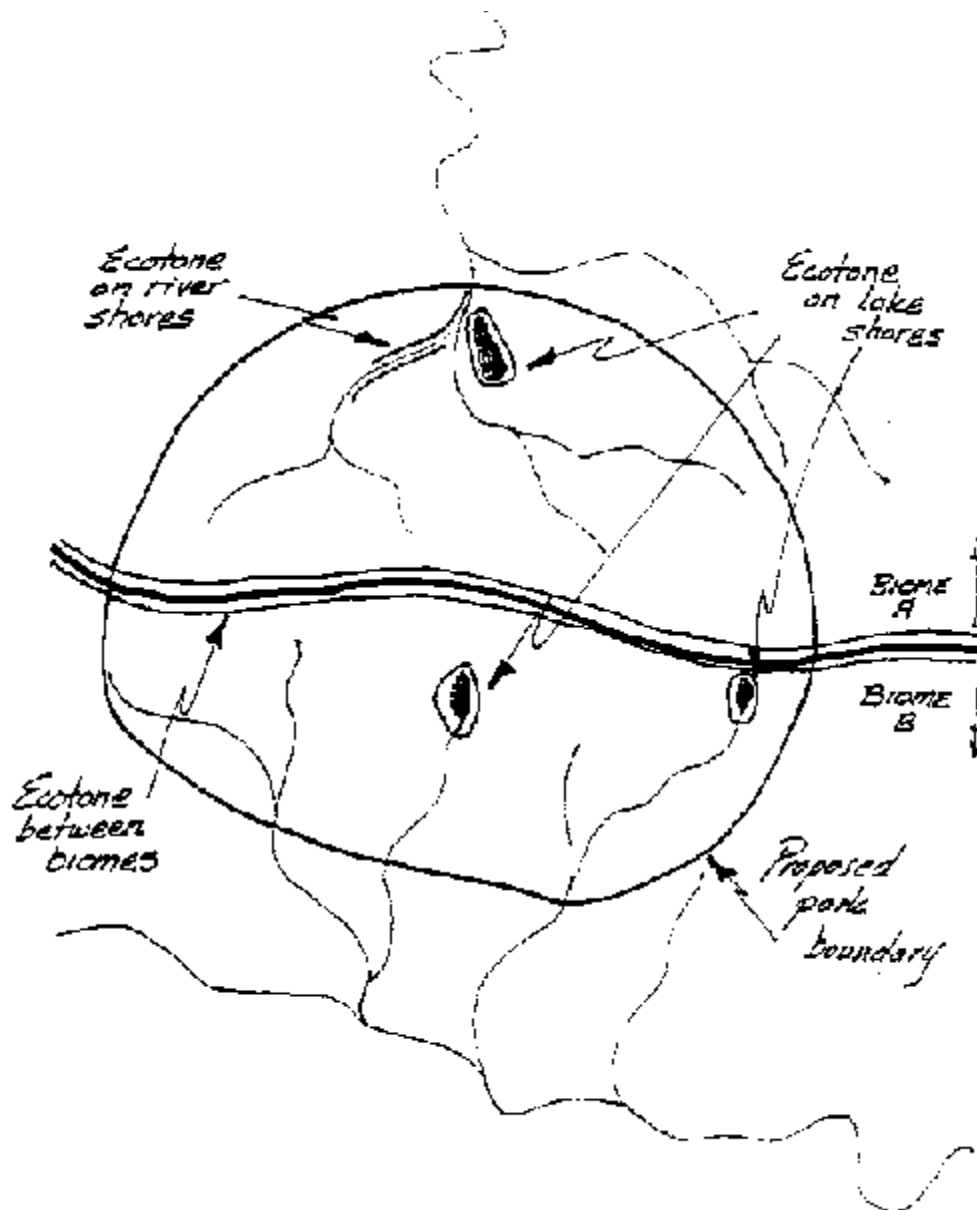 Ecotone
on river
shores
Ecotone
on lake
shores
BIOME
A
BIOME
B
Ecotone
between
biomes
Proposed
park
boundary